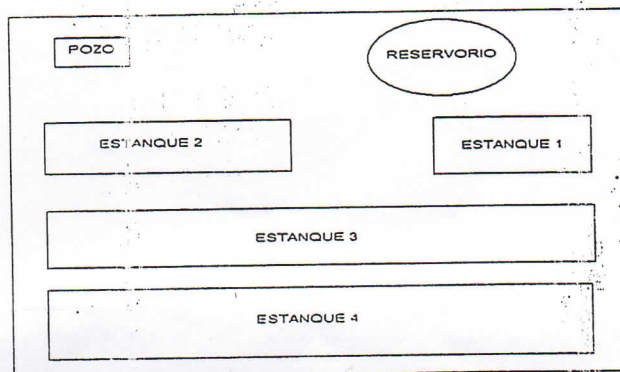 POZO
RESERVORIO
ESTANQUE 2
ESTANQUE 1
ESTANQUE 3
ESTANQUE 4